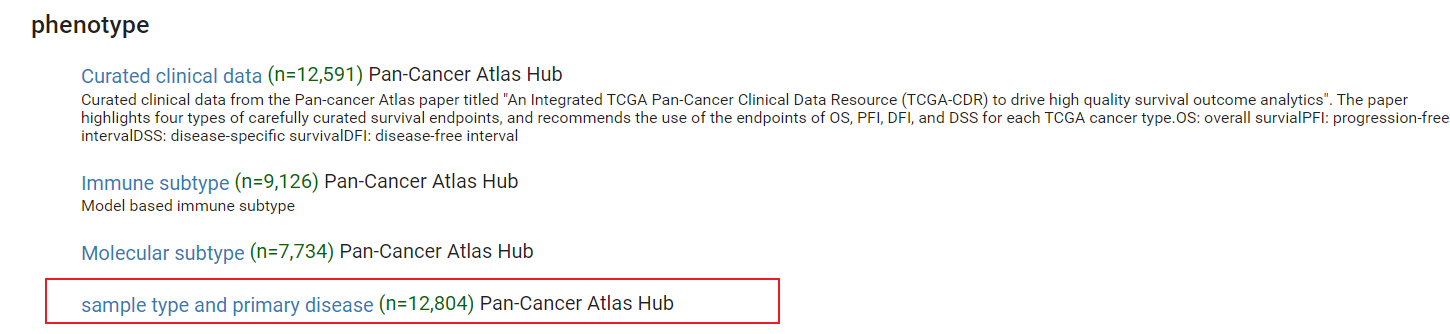 phenotype
Curated clinical data (n=12,591) Pan-Cancer Atlas Hub
Curated clinical data from the Pan-cancer Atlas paper titled "An Integrated TCGA Pan-Cancer Clinical Data Resource (TCGA-CDR) to drive high quality survival outcome analytics". The paper
highlights four types of carefully curated survival endpoints, and recommends the use of the endpoints of OS, PFI, DFI, and DSS for each TCGA cancer type.OS: overall survialPFI: progression-free
intervalDSS: disease-specific survivalDFI: disease-free interval
Immune subtype (n=9,126) Pan-Cancer Atlas Hub
Model based immune subtype
Molecular subtype (n=7,734) Pan-Cancer Atlas Hub
sample type and primary disease (n=12,804) Pan-Cancer Atlas Hub